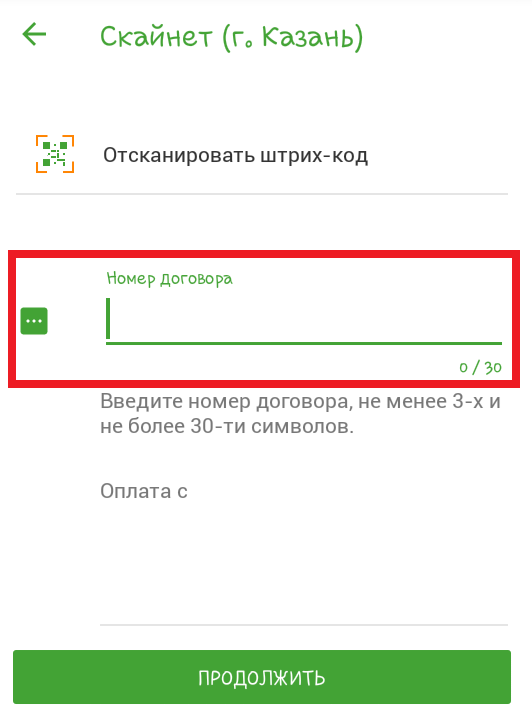 Скайнет (г. Казань)
Отсканировать штрих-код
Номер договора
0 / 30
Введите номер договора, не менее 3-х и
не более 30-ти символов.
Оплата с
ПРОДОЛЖИТЬ